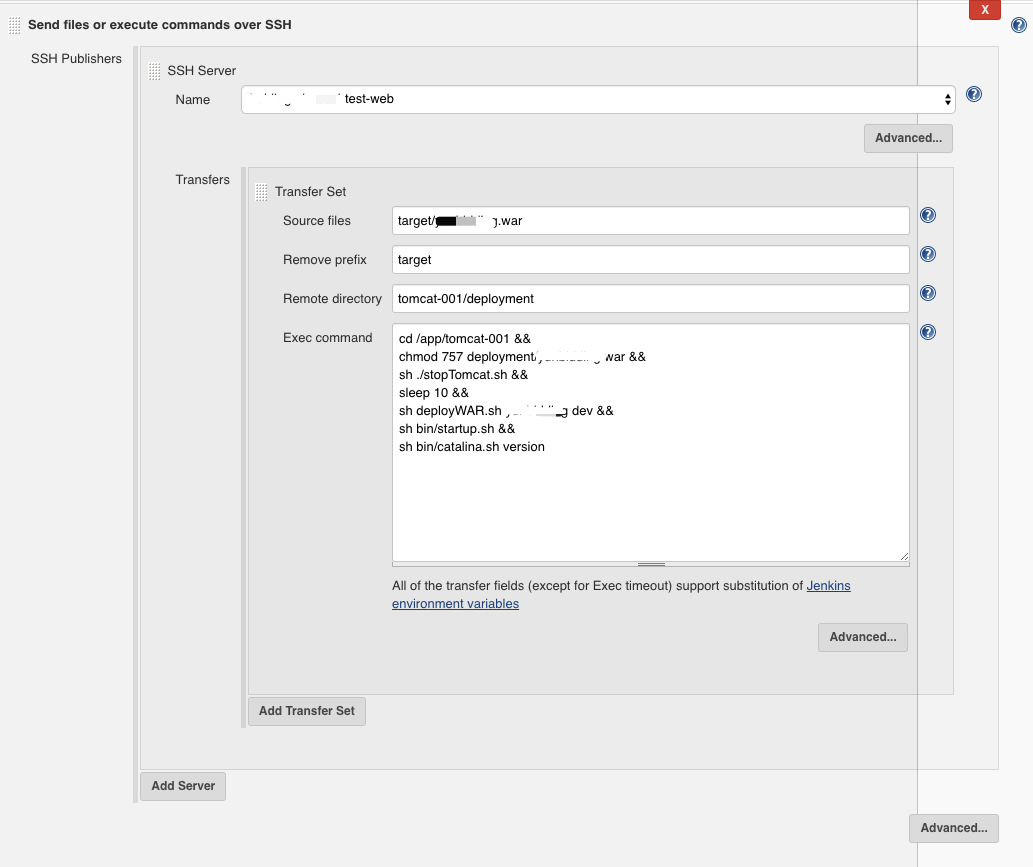 X
Send files or execute commands over SSH
?
SSH Publishers
SSH Server
Name
test-web
?
Advanced...
Transfers
Transfer Set
Source files
target/ .war
?
Remove prefix
target
?
Remote directory
tomcat-001/deployment
?
Exec command
?
cd /app/tomcat-001 &&
chmod 757 deployment/ war &&
sh ./stopTomcat.sh &&
sleep 10 &&
sh deployWAR.sh dev &&
sh bin/startup.sh &&
sh bin/catalina.sh version
All of the transfer fields (except for Exec timeout) support substitution of Jenkins
environment variables
Advanced...
Add Transfer Set
Add Server
Advanced...